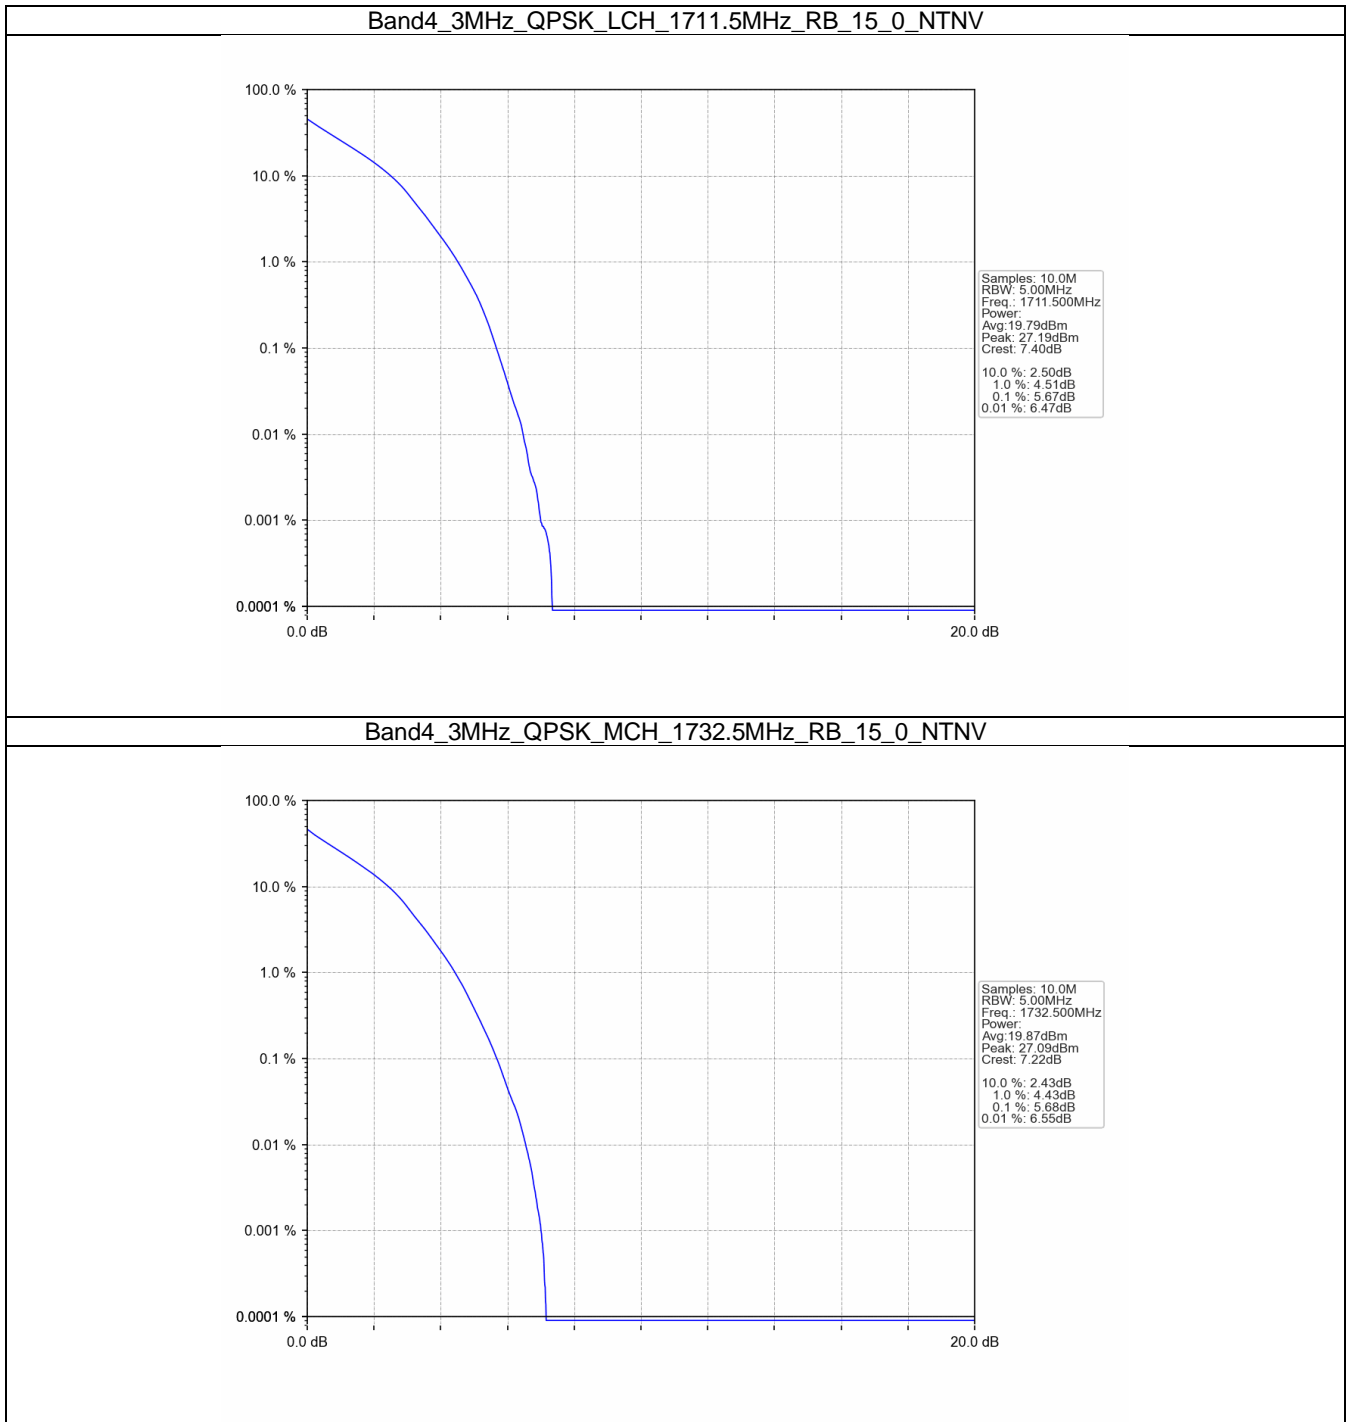 Band4_3MHz_QPSK_LCH_1711.5MHz_RB_15_0_NTNV
100.0 %
10.0 %
1.0 %
0.1 %
0.01 %
0.001 %
0.0001 %
0.0 dB
20.0 dB
Samples: 10.0M
RBW: 5.00MHz
Freq.: 1711.500MHz
Power:
Avg:19.79dBm
Peak: 27.19dBm
Crest: 7.40dB
10.0 %: 2.50dB
1.0 %: 4.51dB
0.1 %: 5.67dB
0.01 %: 6.47dB
Band4_3MHz_QPSK_MCH_1732.5MHz_RB_15_0_NTNV
100.0 %
10.0 %
1.0 %
0.1 %
0.01 %
0.001 %
0.0001 %
0.0 dB
20.0 dB
Samples: 10.0M
RBW: 5.00MHz
Freq.: 1732.500MHz
Power:
Avg:19.87dBm
Peak: 27.09dBm
Crest: 7.22dB
10.0 %: 2.43dB
1.0 %: 4.43dB
0.1 %: 5.68dB
0.01 %: 6.55dB